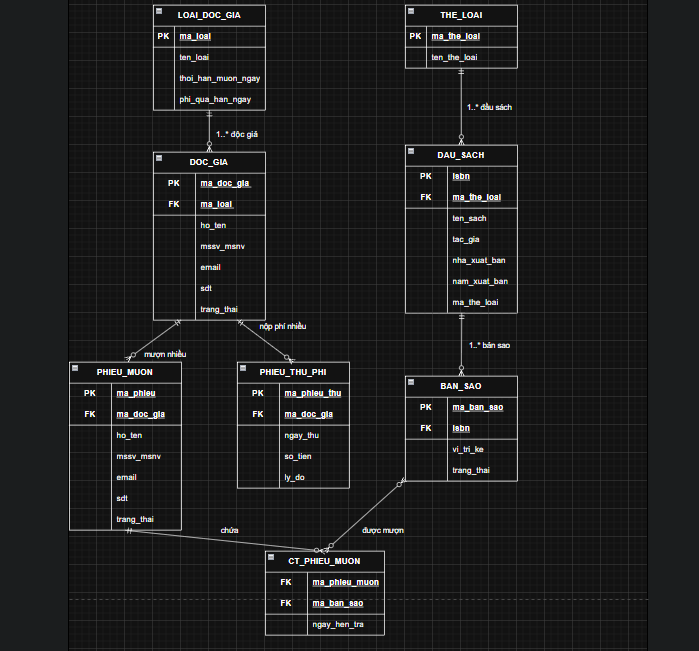 LOAI_DOC_GIA
PK ma_loai
ten_loai
thoi_han_muon_ngay
phi_qua_han_ngay
1..* độc giả
DOC_GIA
PK ma_doc_gia
FK ma_loai
ho_ten
mssv_msnv
email
sdt
trang_thai
mượn nhiều
nộp phí nhiều
PHIEU_MUON
PK ma_phieu
FK ma_doc_gia
ho_ten
mssv_msnv
email
sdt
trang_thai
PHIEU_THU_PHI
PK ma_phieu_thu
FK ma_doc_gia
ngay_thu
so_tien
ly_do
THE_LOAI
PK ma_the_loai
ten_the_loai
1..* đầu sách
DAU_SACH
PK isbn
FK ma_the_loai
ten_sach
tac_gia
nha_xuat_ban
nam_xuat_ban
ma_the_loai
1..* bản sao
BAN_SAO
PK ma_ban_sao
FK isbn
vi_tri_ke
trang_thai
chứa
được mượn
CT_PHIEU_MUON
FK ma_phieu_muon
FK ma_ban_sao
ngay_hen_tra